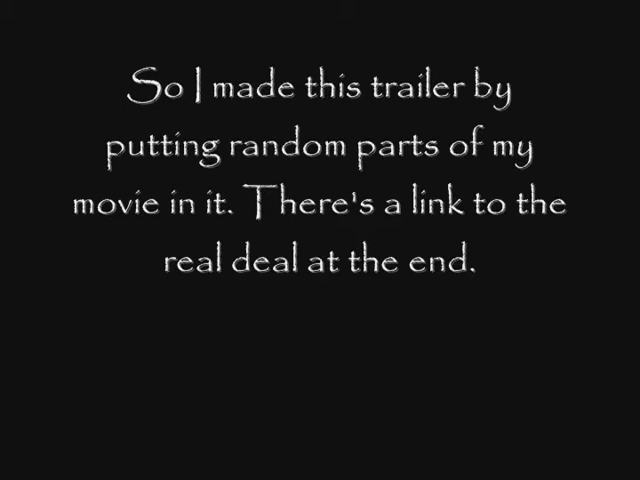 So I made this trailer by
putting random parts of my
movie in it. There's a link to the
real deal at the end.